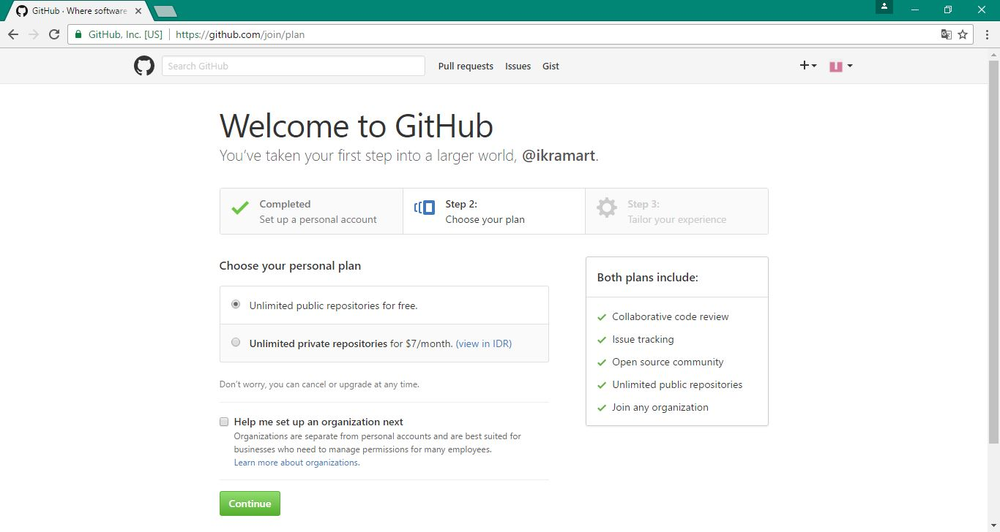 GitHub · Where software
GitHub, Inc. [US] https://github.com/join/plan
Search GitHub Pull requests Issues Gist
Welcome to GitHub
You’ve taken your first step into a larger world, @ikramart.
Completed
Set up a personal account
Step 2:
Choose your plan
Step 3:
Tailor your experience
Choose your personal plan
Unlimited public repositories for free.
Unlimited private repositories for $7/month. (view in IDR)
Don’t worry, you can cancel or upgrade at any time.
Help me set up an organization next
Organizations are separate from personal accounts and are best suited for
businesses who need to manage permissions for many employees.
Learn more about organizations.
Continue
Both plans include:
Collaborative code review
Issue tracking
Open source community
Unlimited public repositories
Join any organization